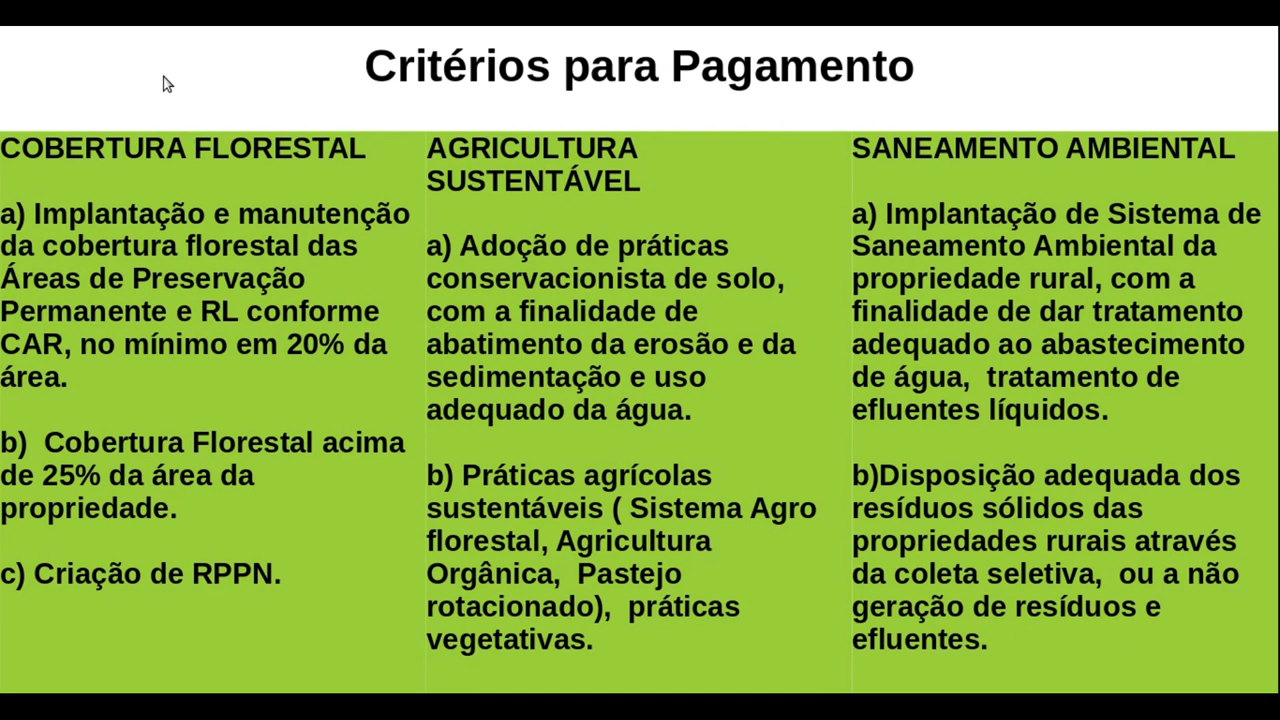 Critérios para Pagamento
COBERTURA FLORESTAL
a) Implantação e manutenção
da cobertura florestal das
Áreas de Preservação
Permanente e RL conforme
CAR, no mínimo em 20% da
área.
b)  Cobertura Florestal acima
de 25% da área da
propriedade.
c) Criação de RPPN.
AGRICULTURA
SUSTENTÁVEL
a) Adoção de práticas
conservacionista de solo,
com a finalidade de
abatimento da erosão e da
sedimentação e uso
adequado da água.
b) Práticas agrícolas
sustentáveis ( Sistema Agro
florestal, Agricultura
Orgânica,  Pastejo
rotacionado),  práticas
vegetativas.
SANEAMENTO AMBIENTAL
a) Implantação de Sistema de
Saneamento Ambiental da
propriedade rural, com a
finalidade de dar tratamento
adequado ao abastecimento
de água,  tratamento de
efluentes líquidos.
b)Disposição adequada dos
resíduos sólidos das
propriedades rurais através
da coleta seletiva,  ou a não
geração de resíduos e
efluentes.